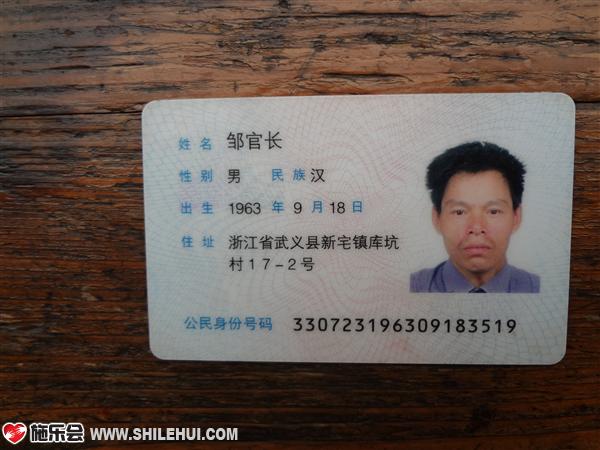 姓名 邹官长
性别 男 民族 汉
出生 1963 年 9 月 18 日
住址 浙江省武义县新宅镇库坑
村17-2号
公民身份号码 330723196309183519
施乐会 WWW.SHILEHUI.COM